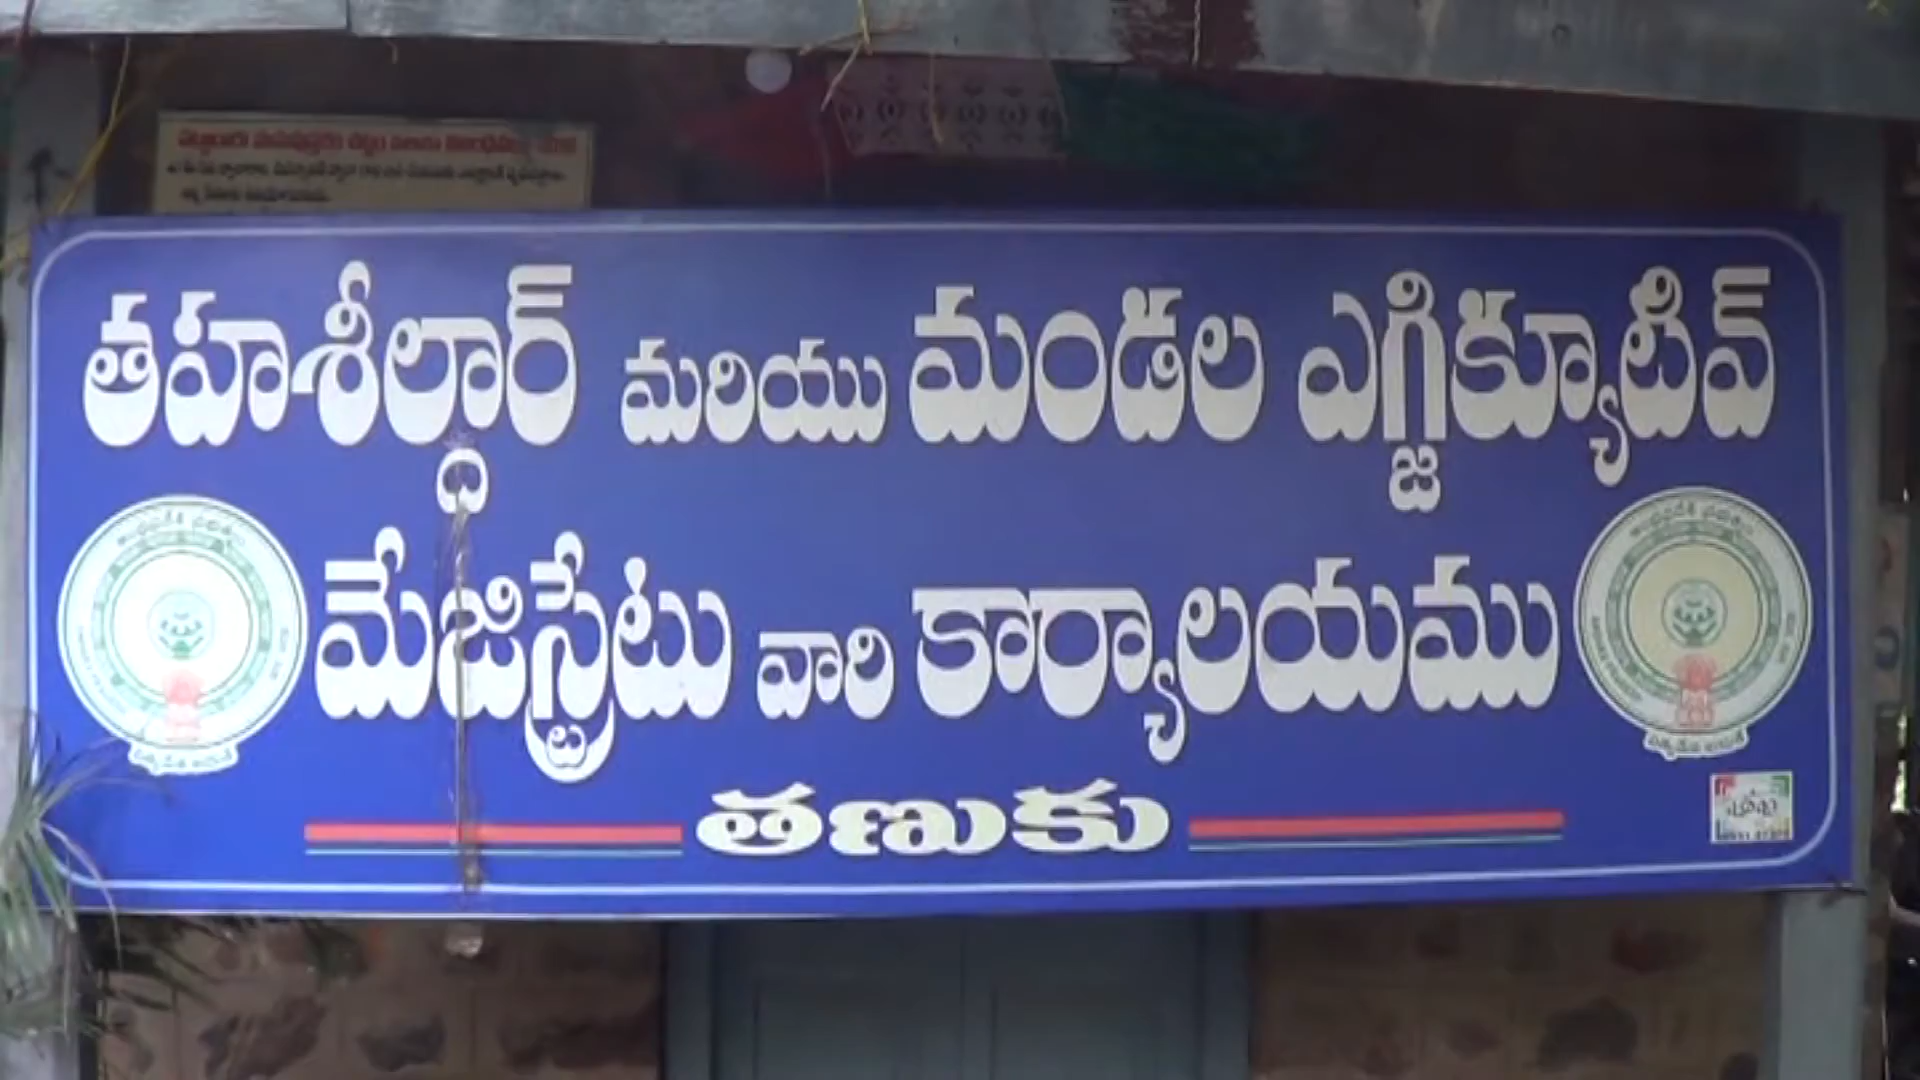 తహశీల్దార్ మరియు మండల ఎగ్జిక్యూటివ్
మేజిస్ట్రేటు వారి కార్యాలయము
తణుకు